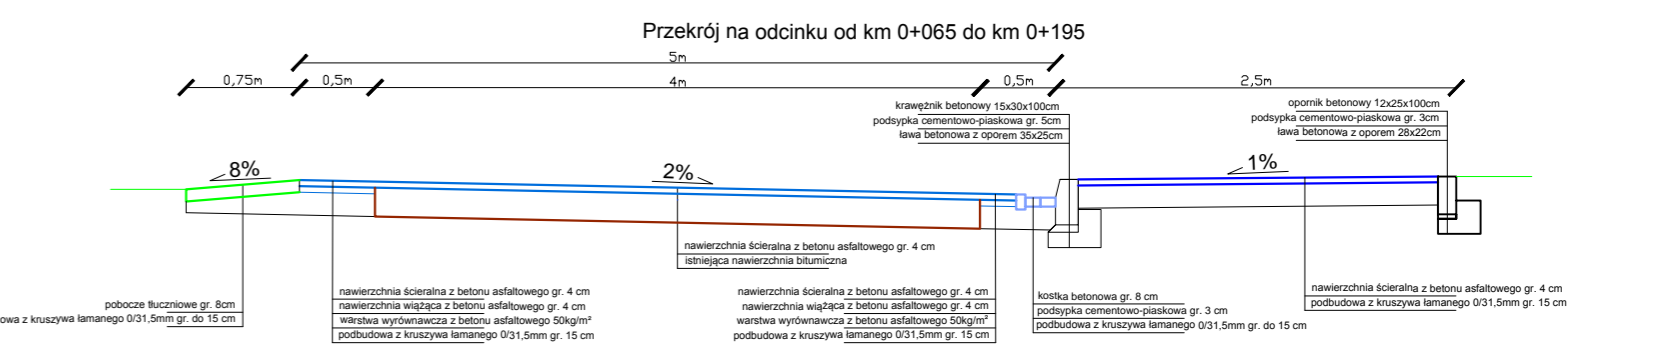 Przekrój na odcinku od km 0+065 do km 0+195
5m
0,75m
0,5m
4m
0,5m
2,5m
krawężnik betonowy 15x30x100cm
podsypka cementowo-piaskowa gr. 5cm
ława betonowa z oporem 35x25cm
opornik betonowy 12x25x100cm
podsypka cementowo-piaskowa gr. 3cm
ława betonowa z oporem 28x22cm
8%
2%
1%
nawierzchnia ścieralna z betonu asfaltowego gr. 4 cm
istniejąca nawierzchnia bitumiczna
pobocze tłuczniowe gr. 8cm
z kruszywa łamanego 0/31,5mm gr. do 15 cm
nawierzchnia ścieralna z betonu asfaltowego gr. 4 cm
nawierzchnia wiążąca z betonu asfaltowego gr. 4 cm
warstwa wyrównawcza z betonu asfaltowego 50kg/m²
podbudowa z kruszywa łamanego 0/31,5mm gr. 15 cm
nawierzchnia ścieralna z betonu asfaltowego gr. 4 cm
nawierzchnia wiążąca z betonu asfaltowego gr. 4 cm
warstwa wyrównawcza z betonu asfaltowego 50kg/m²
podbudowa z kruszywa łamanego 0/31,5mm gr. 15 cm
kostka betonowa gr. 8 cm
podsypka cementowo-piaskowa gr. 3 cm
podbudowa z kruszywa łamanego 0/31,5mm gr. do 15 cm
nawierzchnia ścieralna z betonu asfaltowego gr. 4 cm
podbudowa z kruszywa łamanego 0/31,5mm gr. 15 cm